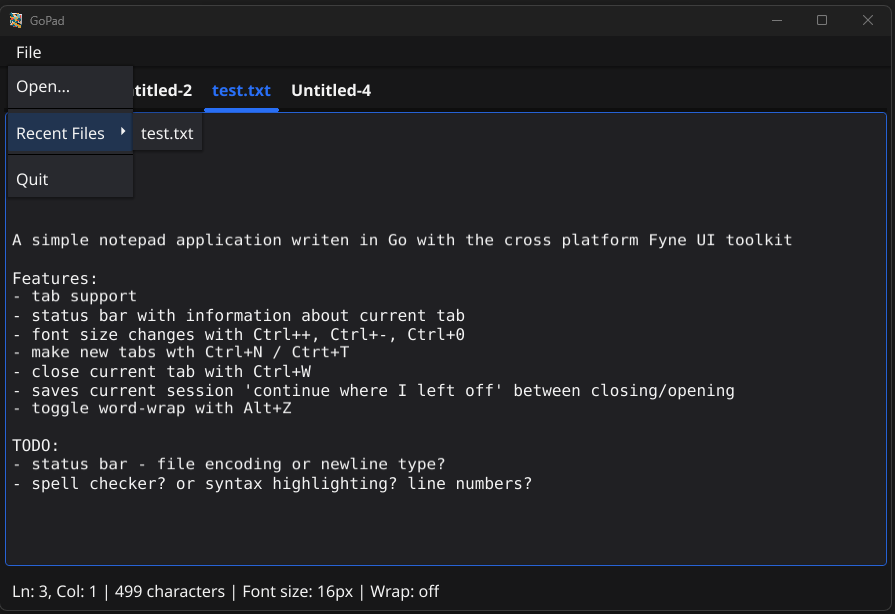 GoPad
File
Open...
titled-2
test.txt
Untitled-4
Recent Files
test.txt
Quit
A simple notepad application writen in Go with the cross platform Fyne UI toolkit
Features:
- tab support
- status bar with information about current tab
- font size changes with Ctrl++, Ctrl+-, Ctrl+0
- make new tabs wth Ctrl+N / Ctrt+T
- close current tab with Ctrl+W
- saves current session 'continue where I left off' between closing/opening
- toggle word-wrap with Alt+Z
TODO:
- status bar - file encoding or newline type?
- spell checker? or syntax highlighting? line numbers?
Ln: 3, Col: 1 | 499 characters | Font size: 16px | Wrap: off